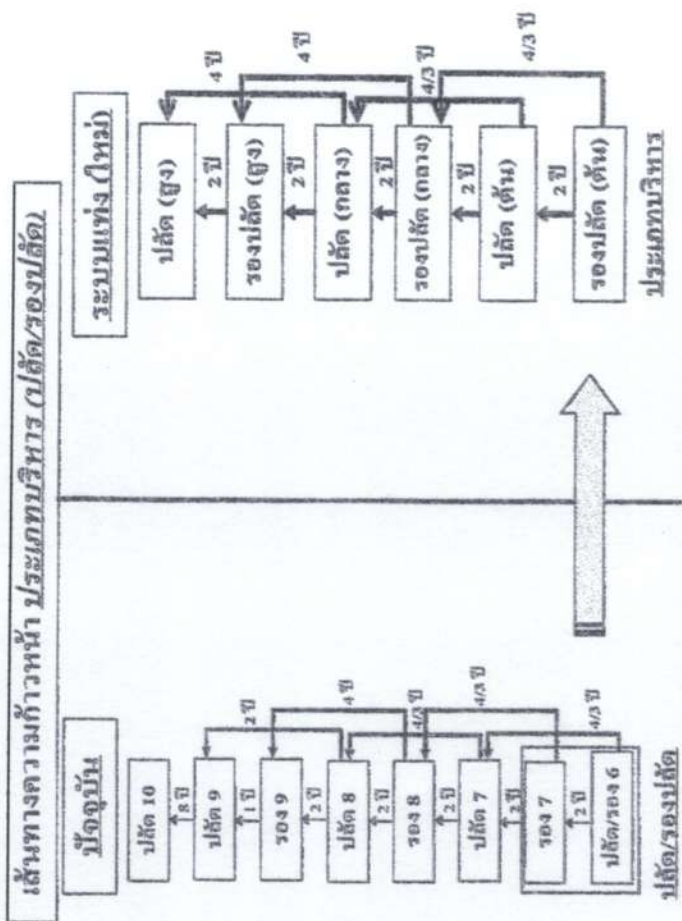 เส้นทางความก้าวหน้า ประเภทบริหาร (ปลัด/รองปลัด)
ปัจจุบัน
ปลัด 10
8 ปี
ปลัด 9
1 ปี
รอง 9
2 ปี
ปลัด 8
2 ปี
รอง 8
2 ปี
ปลัด 7
2 ปี
รอง 7
2 ปี
ปลัด/รอง 6
2 ปี
4 ปี
4/3 ปี
4/3 ปี
4/3 ปี
ปลัด/รองปลัด
ระบบแท่ง (ใหม่)
ปลัด (สูง)
2 ปี
รองปลัด (สูง)
2 ปี
ปลัด (กลาง)
2 ปี
รองปลัด (กลาง)
2 ปี
ปลัด (ต้น)
2 ปี
รองปลัด (ต้น)
4 ปี
4 ปี
4/3 ปี
4/3 ปี
ประเภทบริหาร